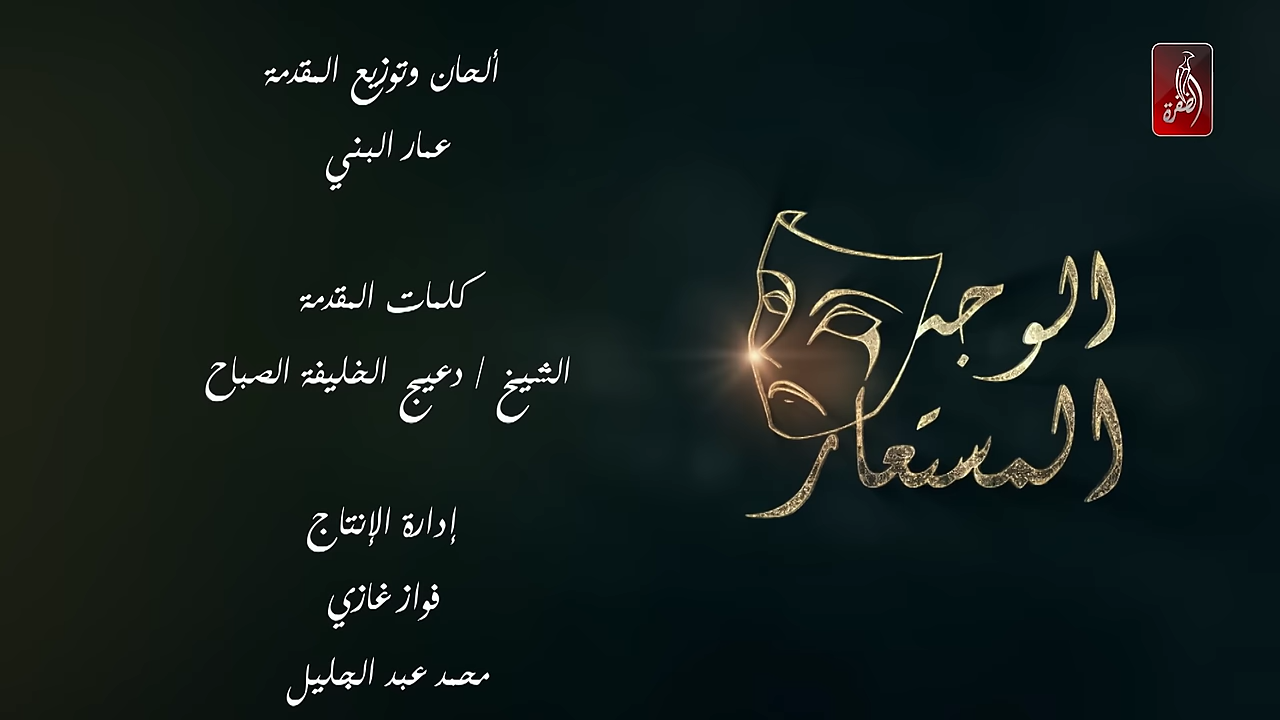 ألحان وتوزيع المقدمة
عمار البني
كلمات المقدمة
الشيخ / دعيج الخليفة الصباح
إدارة الإنتاج
فواز غازي
محمد عبد الجليل
الوجه
المستعار
الظفرة